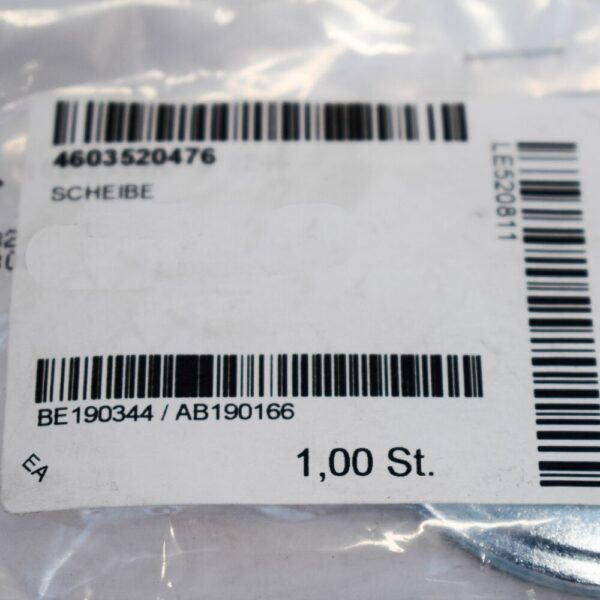 4603520476
SCHEIBE
LE520811
BE190344 / AB190166
EA
1,00 St.